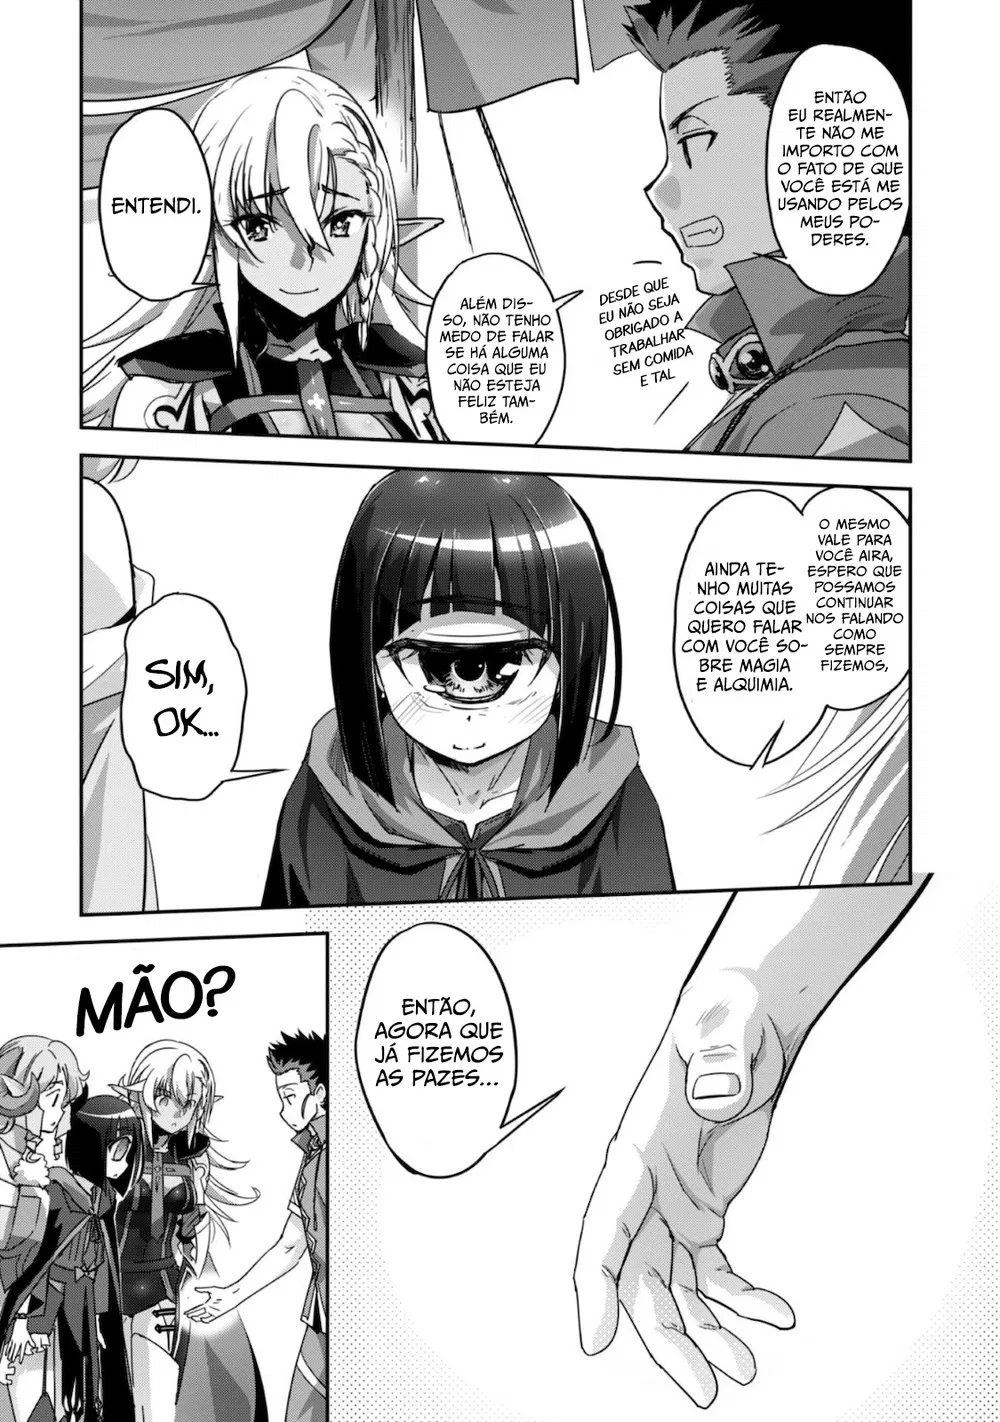 ENTÃO
EU REALMEN-
TE NÃO ME
IMPORTO COM
O FATO DE QUE
VOCÊ ESTÁ ME
USANDO PELOS
MEUS PO-
DERES.
DESDE QUE
EU NÃO SEJA
OBRIGADO A
TRABALHAR
SEM COMIDA
E TAL
ALÉM DIS-
SO, NÃO TENHO
MEDO DE FALAR
SE HÁ ALGUMA
COISA QUE EU
NÃO ESTEJA
FELIZ TAM-
BÉM.
ENTENDI.
O MESMO
VALE PARA
VOCÊ AIRA,
ESPERO QUE
POSSAMOS
CONTINUAR
NOS FALANDO
COMO
SEMPRE
FIZEMOS,
AINDA TE-
NHO MUITAS
COISAS QUE
QUERO FALAR
COM VOCÊ SO-
BRE MAGIA
E ALQUIMIA.
SIM,
OK...
ENTÃO,
AGORA QUE
JÁ FIZEMOS
AS PAZES...
MÃO?